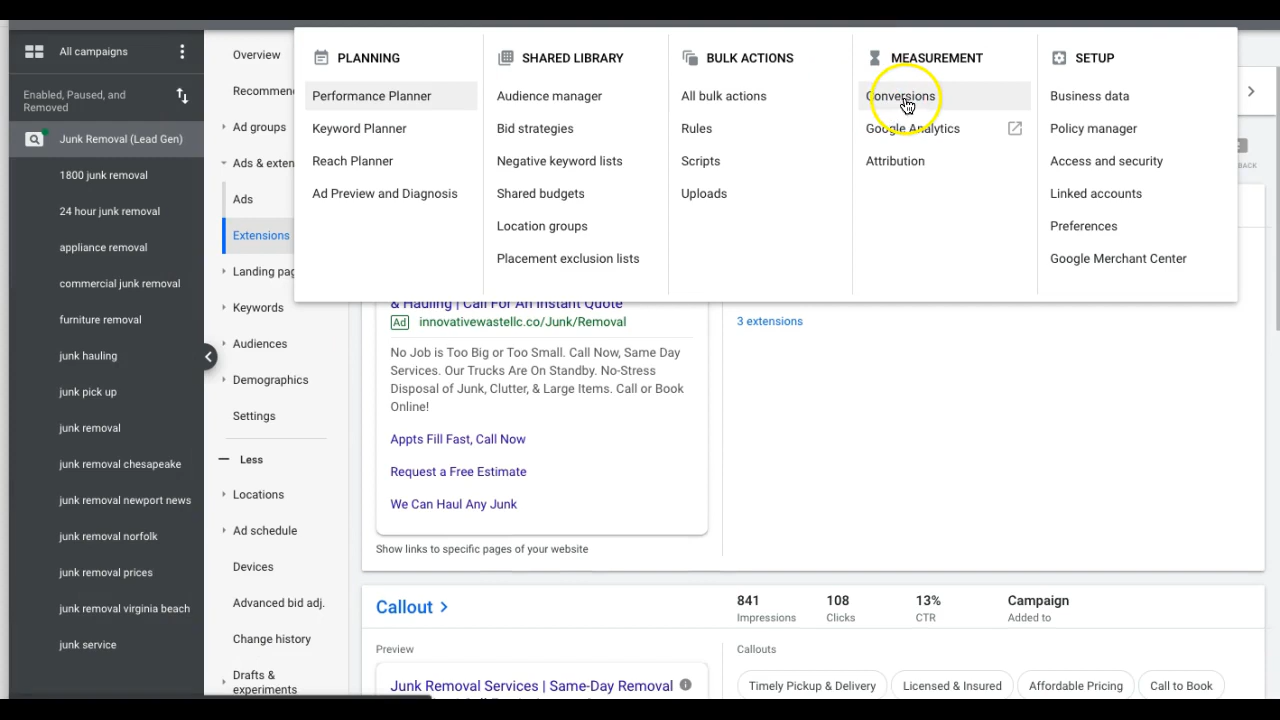 All campaigns
Enabled, Paused, and
Removed
Junk Removal (Lead Gen)
1800 junk removal
24 hour junk removal
appliance removal
commercial junk removal
furniture removal
junk hauling
junk pick up
junk removal
junk removal chesapeake
junk removal newport news
junk removal norfolk
junk removal prices
junk removal virginia beach
junk service
Overview
Recommen
Ad groups
Ads & exten
Ads
Extensions
Landing pag
Keywords
Audiences
Demographics
Settings
Less
Locations
Ad schedule
Devices
Advanced bid adj.
Change history
Drafts &
experiments
PLANNING
Performance Planner
Keyword Planner
Reach Planner
Ad Preview and Diagnosis
SHARED LIBRARY
Audience manager
Bid strategies
Negative keyword lists
Shared budgets
Location groups
Placement exclusion lists
BULK ACTIONS
All bulk actions
Rules
Scripts
Uploads
MEASUREMENT
Conversions
Google Analytics
Attribution
SETUP
Business data
Policy manager
Access and security
Linked accounts
Preferences
Google Merchant Center
BACK
& Hauling | Call For An Instant Quote
Ad innovativewastellc.co/Junk/Removal
No Job is Too Big or Too Small. Call Now, Same Day
Services. Our Trucks Are On Standby. No-Stress
Disposal of Junk, Clutter, & Large Items. Call or Book
Online!
Appts Fill Fast, Call Now
Request a Free Estimate
We Can Haul Any Junk
Show links to specific pages of your website
3 extensions
Callout
841
Impressions
108
Clicks
13%
CTR
Campaign
Added to
Preview
Junk Removal Services | Same-Day Removal
Callouts
Timely Pickup & Delivery
Licensed & Insured
Affordable Pricing
Call to Book